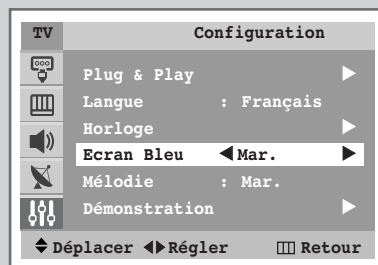 TV Configuration
Plug & Play
Langue : Français
Horloge
Ecran Bleu Mar.
Mélodie : Mar.
Démonstration
Déplacer Régler Retour